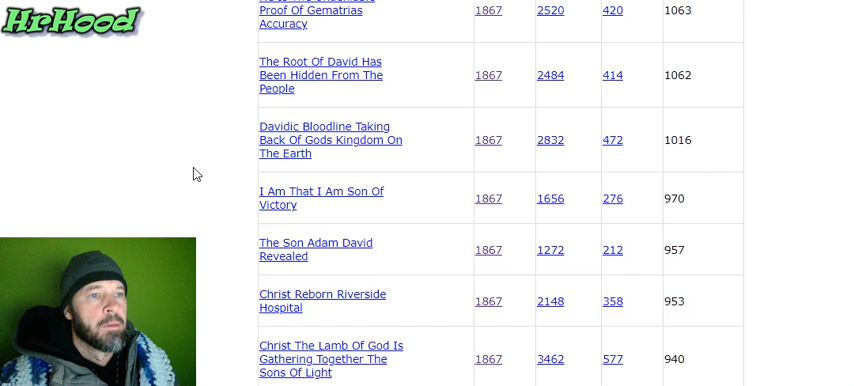 HrHood
Proof Of Gematrias
Accuracy
1867 2520 420 1063
The Root Of David Has
Been Hidden From The
People
1867 2484 414 1062
Davidic Bloodline Taking
Back Of Gods Kingdom On
The Earth
1867 2832 472 1016
I Am That I Am Son Of
Victory
1867 1656 276 970
The Son Adam David
Revealed
1867 1272 212 957
Christ Reborn Riverside
Hospital
1867 2148 358 953
Christ The Lamb Of God Is
Gathering Together The
Sons Of Light
1867 3462 577 940